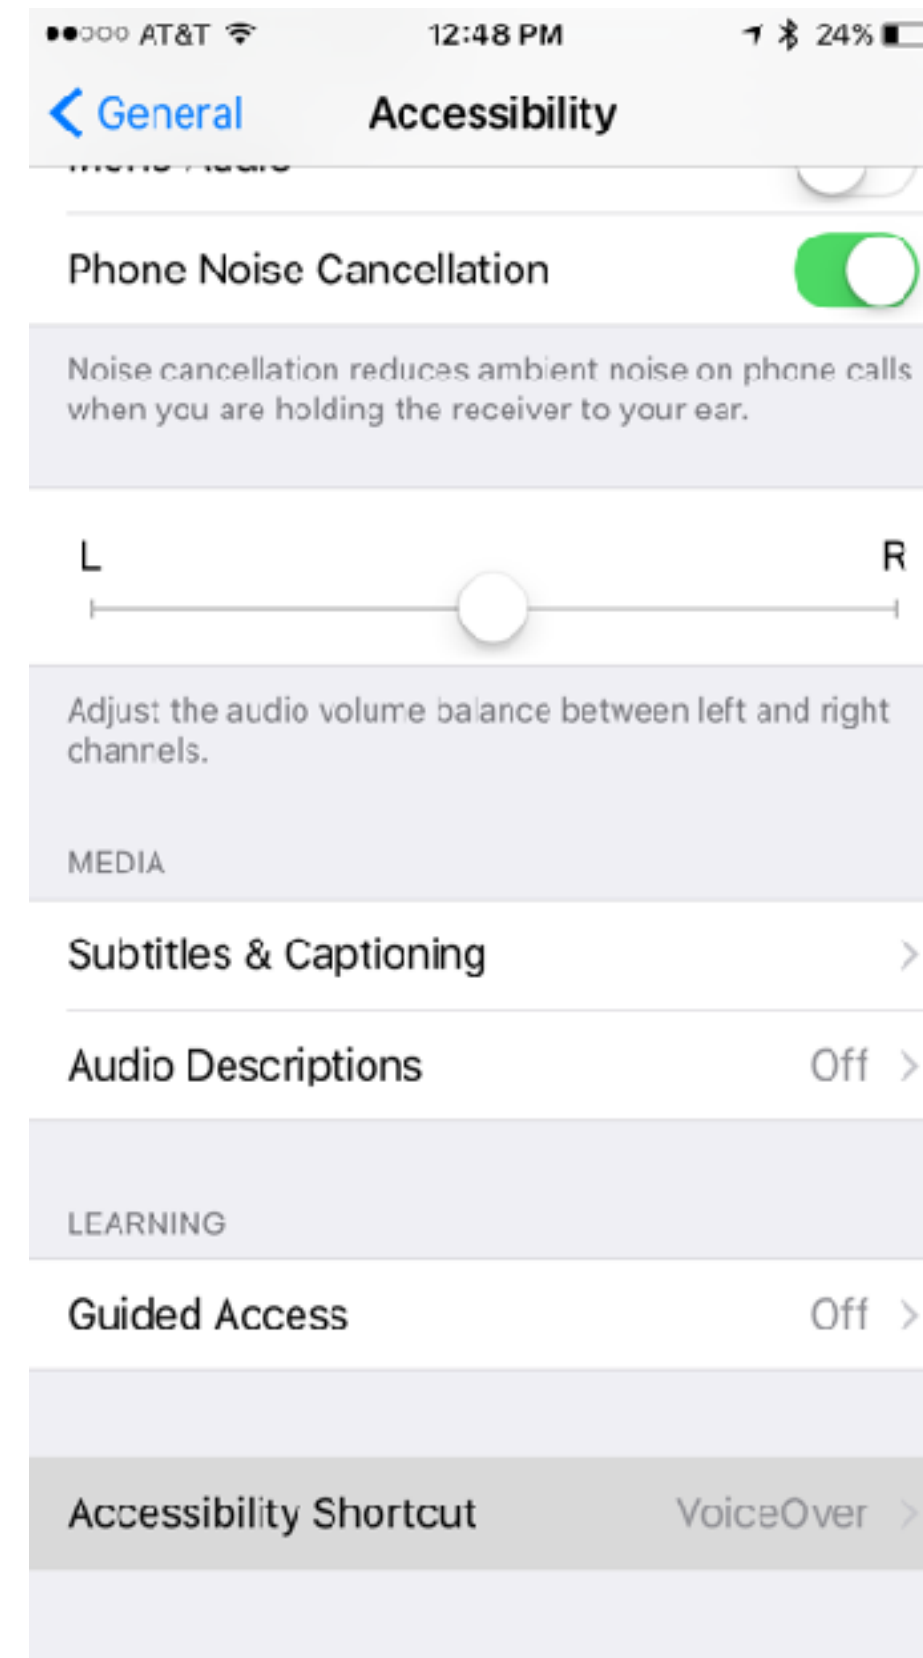 AT&T 12:48 PM 24%
General Accessibility
Phone Noise Cancellation
Noise cancellation reduces ambient noise on phone calls
when you are holding the receiver to your ear.
L R
Adjust the audio volume balance between left and right
channels.
MEDIA
Subtitles & Captioning
Audio Descriptions Off
LEARNING
Guided Access Off
Accessibility Shortcut VoiceOver